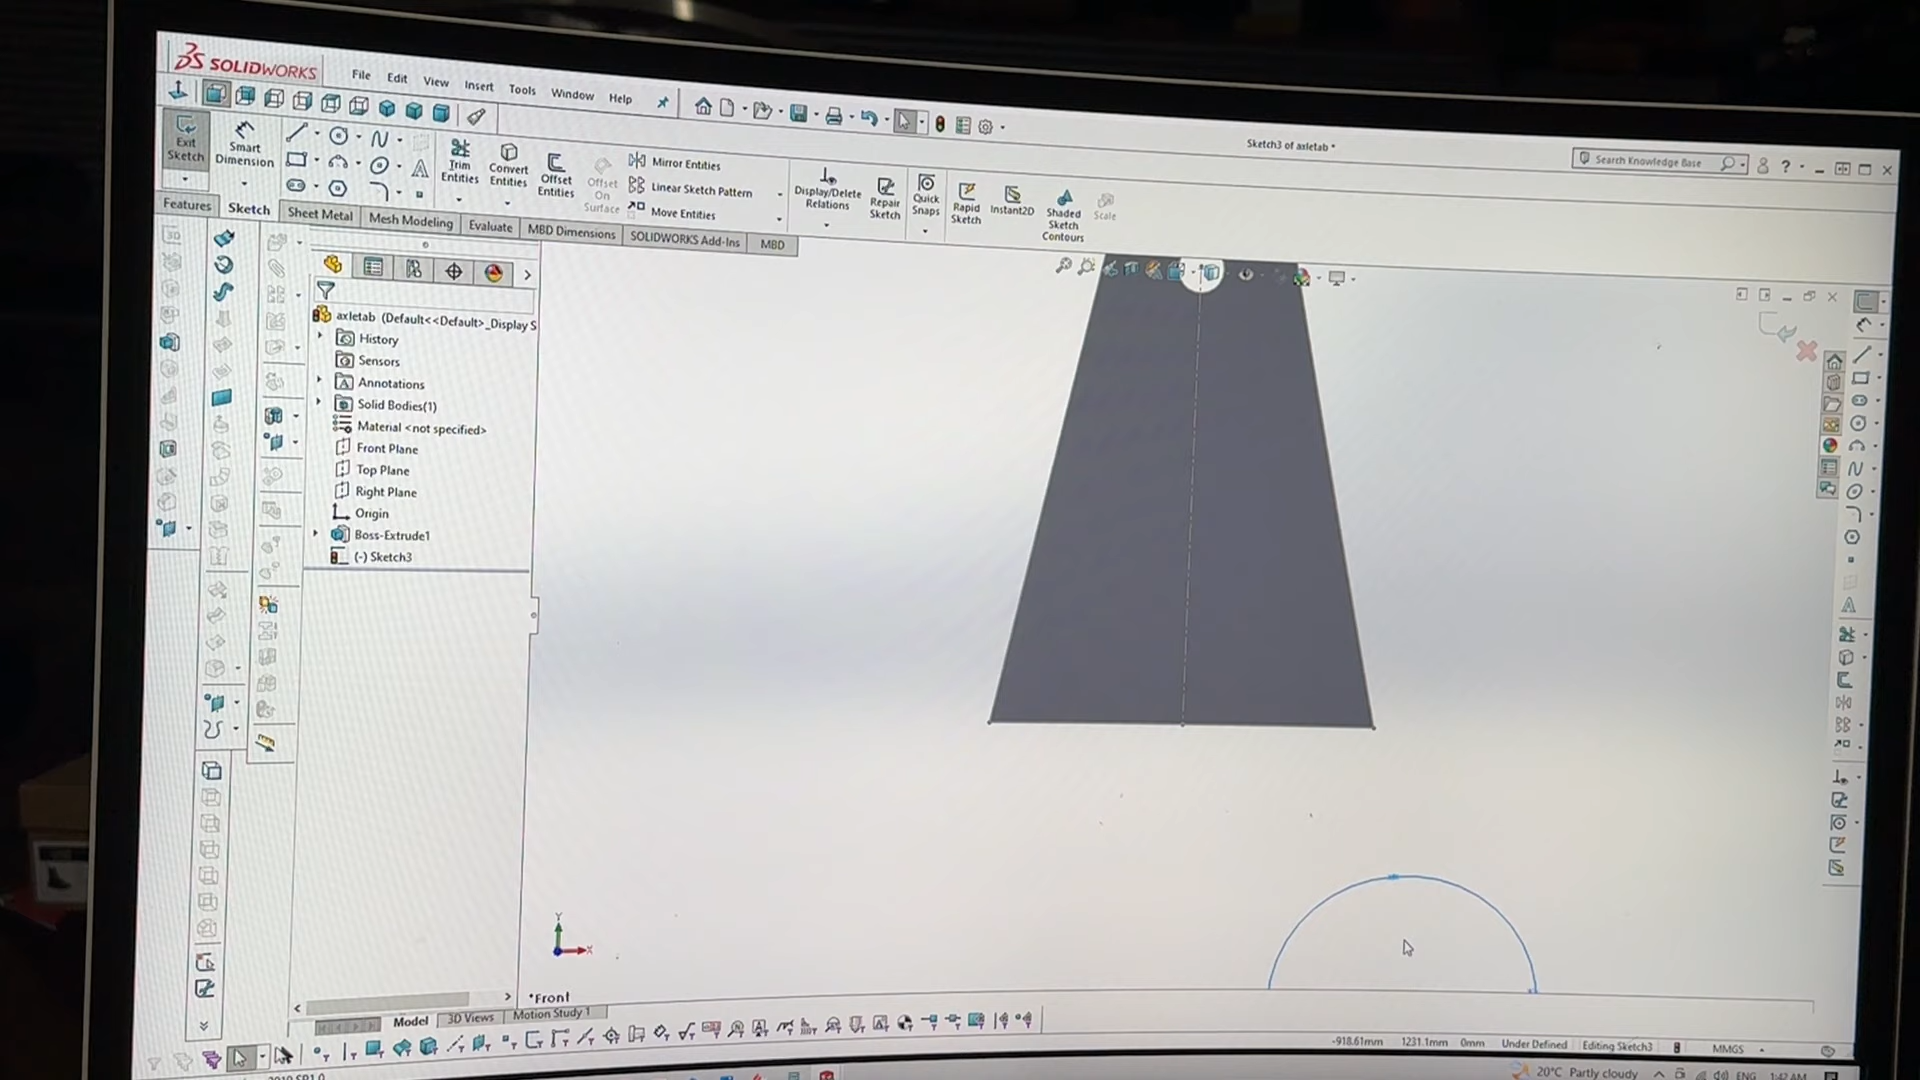 SOLIDWORKS
File Edit View Insert Tools Window Help
Sketch3 of axletab *
Search Knowledge Base
Exit Sketch
Smart Dimension
Trim Entities
Convert Entities
Offset Entities
Offset On Surface
Mirror Entities
Linear Sketch Pattern
Move Entities
Display/Delete Relations
Repair Sketch
Quick Snaps
Rapid Sketch
Instant2D
Shaded Sketch Contours
Scale
Features Sketch Sheet Metal Mesh Modeling Evaluate MBD Dimensions SOLIDWORKS Add-Ins MBD
axletab (Default<<Default>_Display S
History
Sensors
Annotations
Solid Bodies(1)
Material <not specified>
Front Plane
Top Plane
Right Plane
Origin
Boss-Extrude1
(-) Sketch3
Y
X
*Front
Model 3D Views Motion Study 1
-918.61mm 1231.1mm 0mm Under Defined Editing Sketch3 MMGS
20°C Partly cloudy ENG 1:42 AM